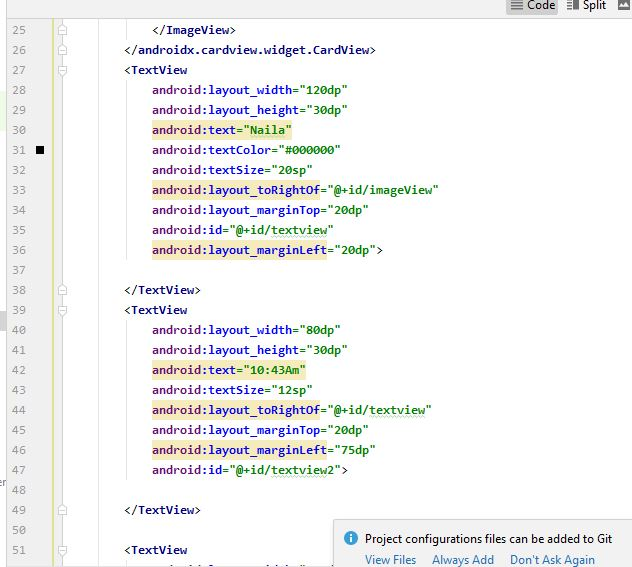 Code Split
25 </ImageView>
26 </androidx.cardview.widget.CardView>
27 <TextView
28 android:layout_width="120dp"
29 android:layout_height="30dp"
30 android:text="Naila"
31 android:textColor="#000000"
32 android:textSize="20sp"
33 android:layout_toRightOf="@+id/imageView"
34 android:layout_marginTop="20dp"
35 android:id="@+id/textview"
36 android:layout_marginLeft="20dp">
37
38 </TextView>
39 <TextView
40 android:layout_width="80dp"
41 android:layout_height="30dp"
42 android:text="10:43Am"
43 android:textSize="12sp"
44 android:layout_toRightOf="@+id/textview"
45 android:layout_marginTop="20dp"
46 android:layout_marginLeft="75dp"
47 android:id="@+id/textview2">
48
49 </TextView>
50
51 <TextView
Project configurations files can be added to Git
View Files Always Add Don't Ask Again